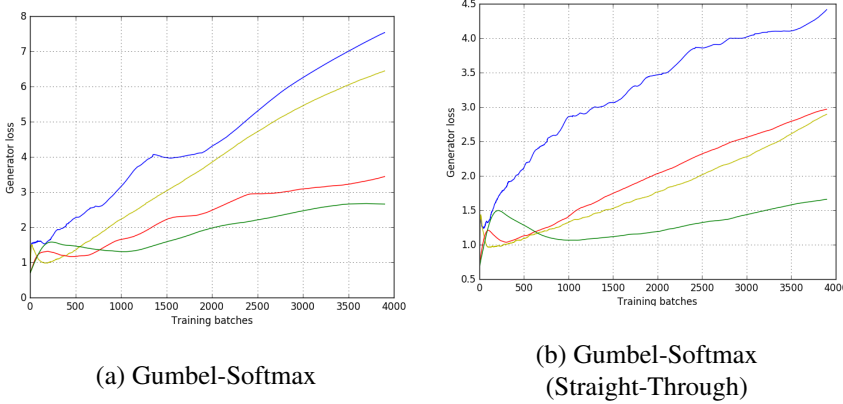 8
7
6
5
4
3
2
1
0
Generator loss
0 500 1000 1500 2000 2500 3000 3500 4000
Training batches
(a) Gumbel-Softmax
4.5
4.0
3.5
3.0
2.5
2.0
1.5
1.0
0.5
Generator loss
0 500 1000 1500 2000 2500 3000 3500 4000
Training batches
(b) Gumbel-Softmax
(Straight-Through)